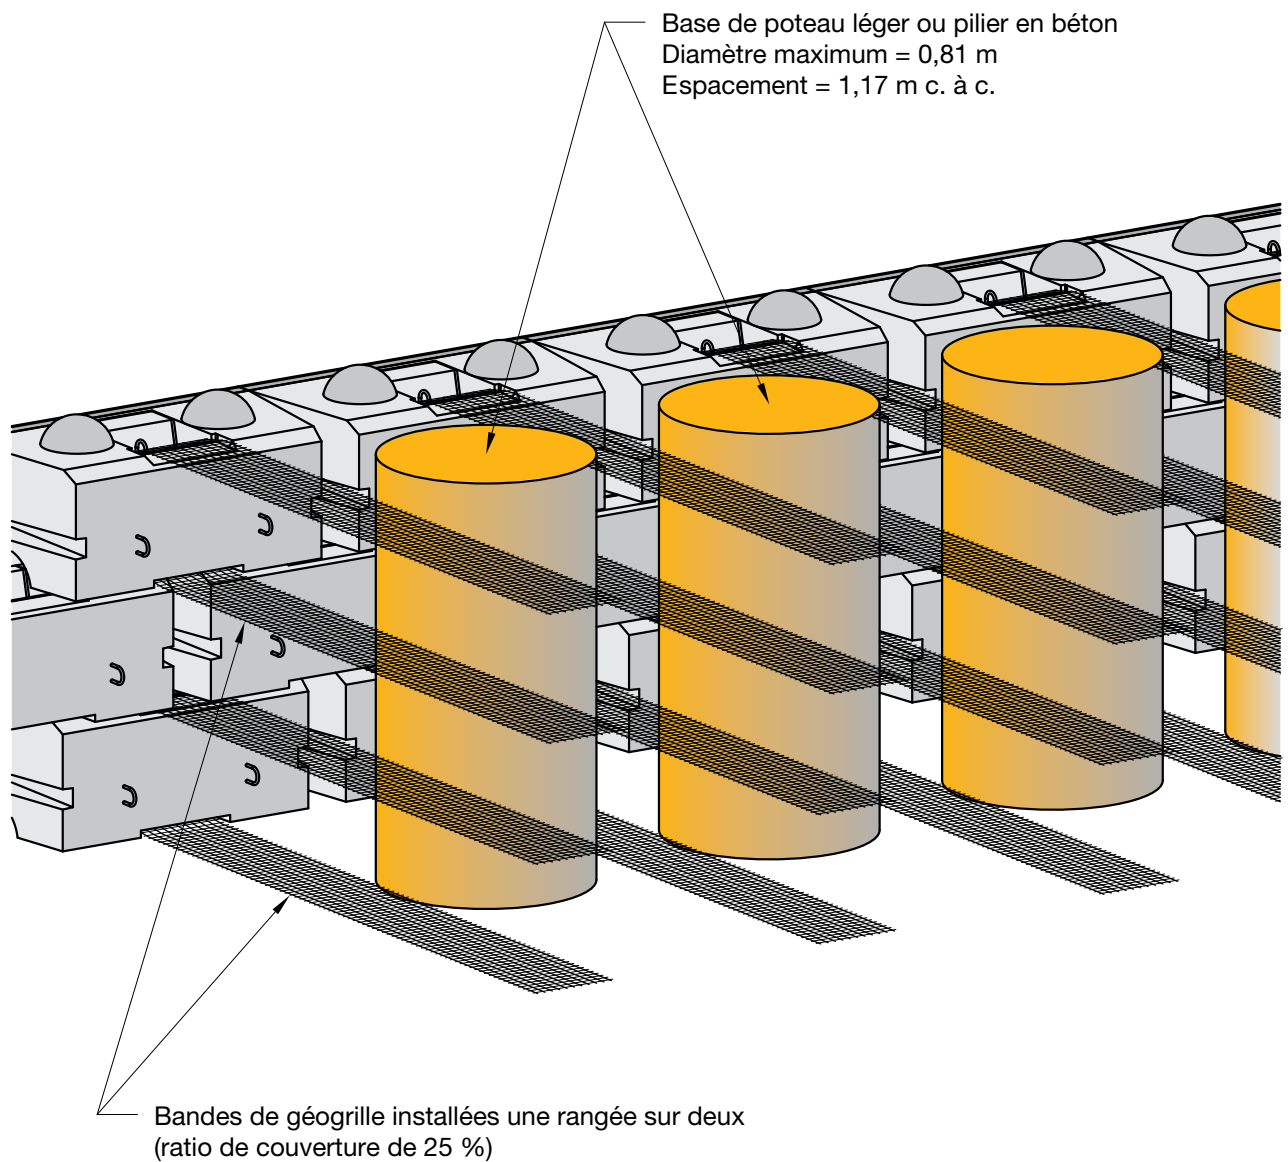 Base de poteau léger ou pilier en béton
Diamètre maximum = 0,81 m
Espacement = 1,17 m c. à c.
Bandes de géogrille installées une rangée sur deux
(ratio de couverture de 25 %)